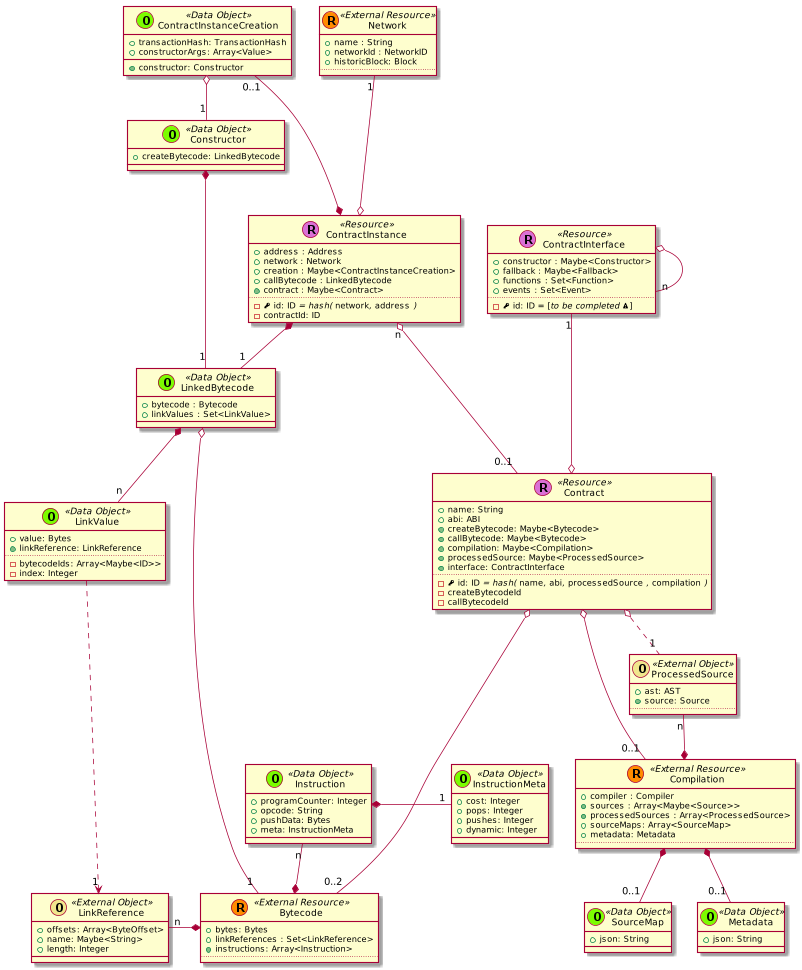 O «Data Object»
ContractInstanceCreation
transactionHash: TransactionHash
constructorArgs: Array<Value>
constructor: Constructor
R «External Resource»
Network
name : String
networkId : NetworkID
historicBlock: Block
0..1
1
1
O «Data Object»
Constructor
createBytecode: LinkedBytecode
R «Resource»
ContractInstance
address : Address
network : Network
creation : Maybe<ContractInstanceCreation>
callBytecode : LinkedBytecode
contract : Maybe<Contract>
id: ID = hash( network, address )
contractId: ID
R «Resource»
ContractInterface
constructor : Maybe<Constructor>
fallback : Maybe<Fallback>
functions : Set<Function>
events : Set<Event>
id: ID = [to be completed ]
n
1
n
1
1
O «Data Object»
LinkedBytecode
bytecode : Bytecode
linkValues : Set<LinkValue>
0..1
n
R «Resource»
Contract
name: String
abi: ABI
createBytecode: Maybe<Bytecode>
callBytecode: Maybe<Bytecode>
compilation: Maybe<Compilation>
processedSource: Maybe<ProcessedSource>
interface: ContractInterface
id: ID = hash( name, abi, processedSource , compilation )
createBytecodeId
callBytecodeId
O «Data Object»
LinkValue
value: Bytes
linkReference: LinkReference
bytecodeIds: Array<Maybe<ID>>
index: Integer
1
O «External Object»
ProcessedSource
ast: AST
source: Source
n
0..1
O «Data Object»
Instruction
programCounter: Integer
opcode: String
pushData: Bytes
meta: InstructionMeta
1
O «Data Object»
InstructionMeta
cost: Integer
pops: Integer
pushes: Integer
dynamic: Integer
R «External Resource»
Compilation
compiler : Compiler
sources : Array<Maybe<Source>>
processedSources : Array<ProcessedSource>
sourceMaps: Array<SourceMap>
metadata: Metadata
n
1
1
0..2
0..1
0..1
O «External Object»
LinkReference
offsets: Array<ByteOffset>
name: Maybe<String>
length: Integer
n
R «External Resource»
Bytecode
bytes: Bytes
linkReferences : Set<LinkReference>
instructions: Array<Instruction>
O «Data Object»
SourceMap
json: String
O «Data Object»
Metadata
json: String